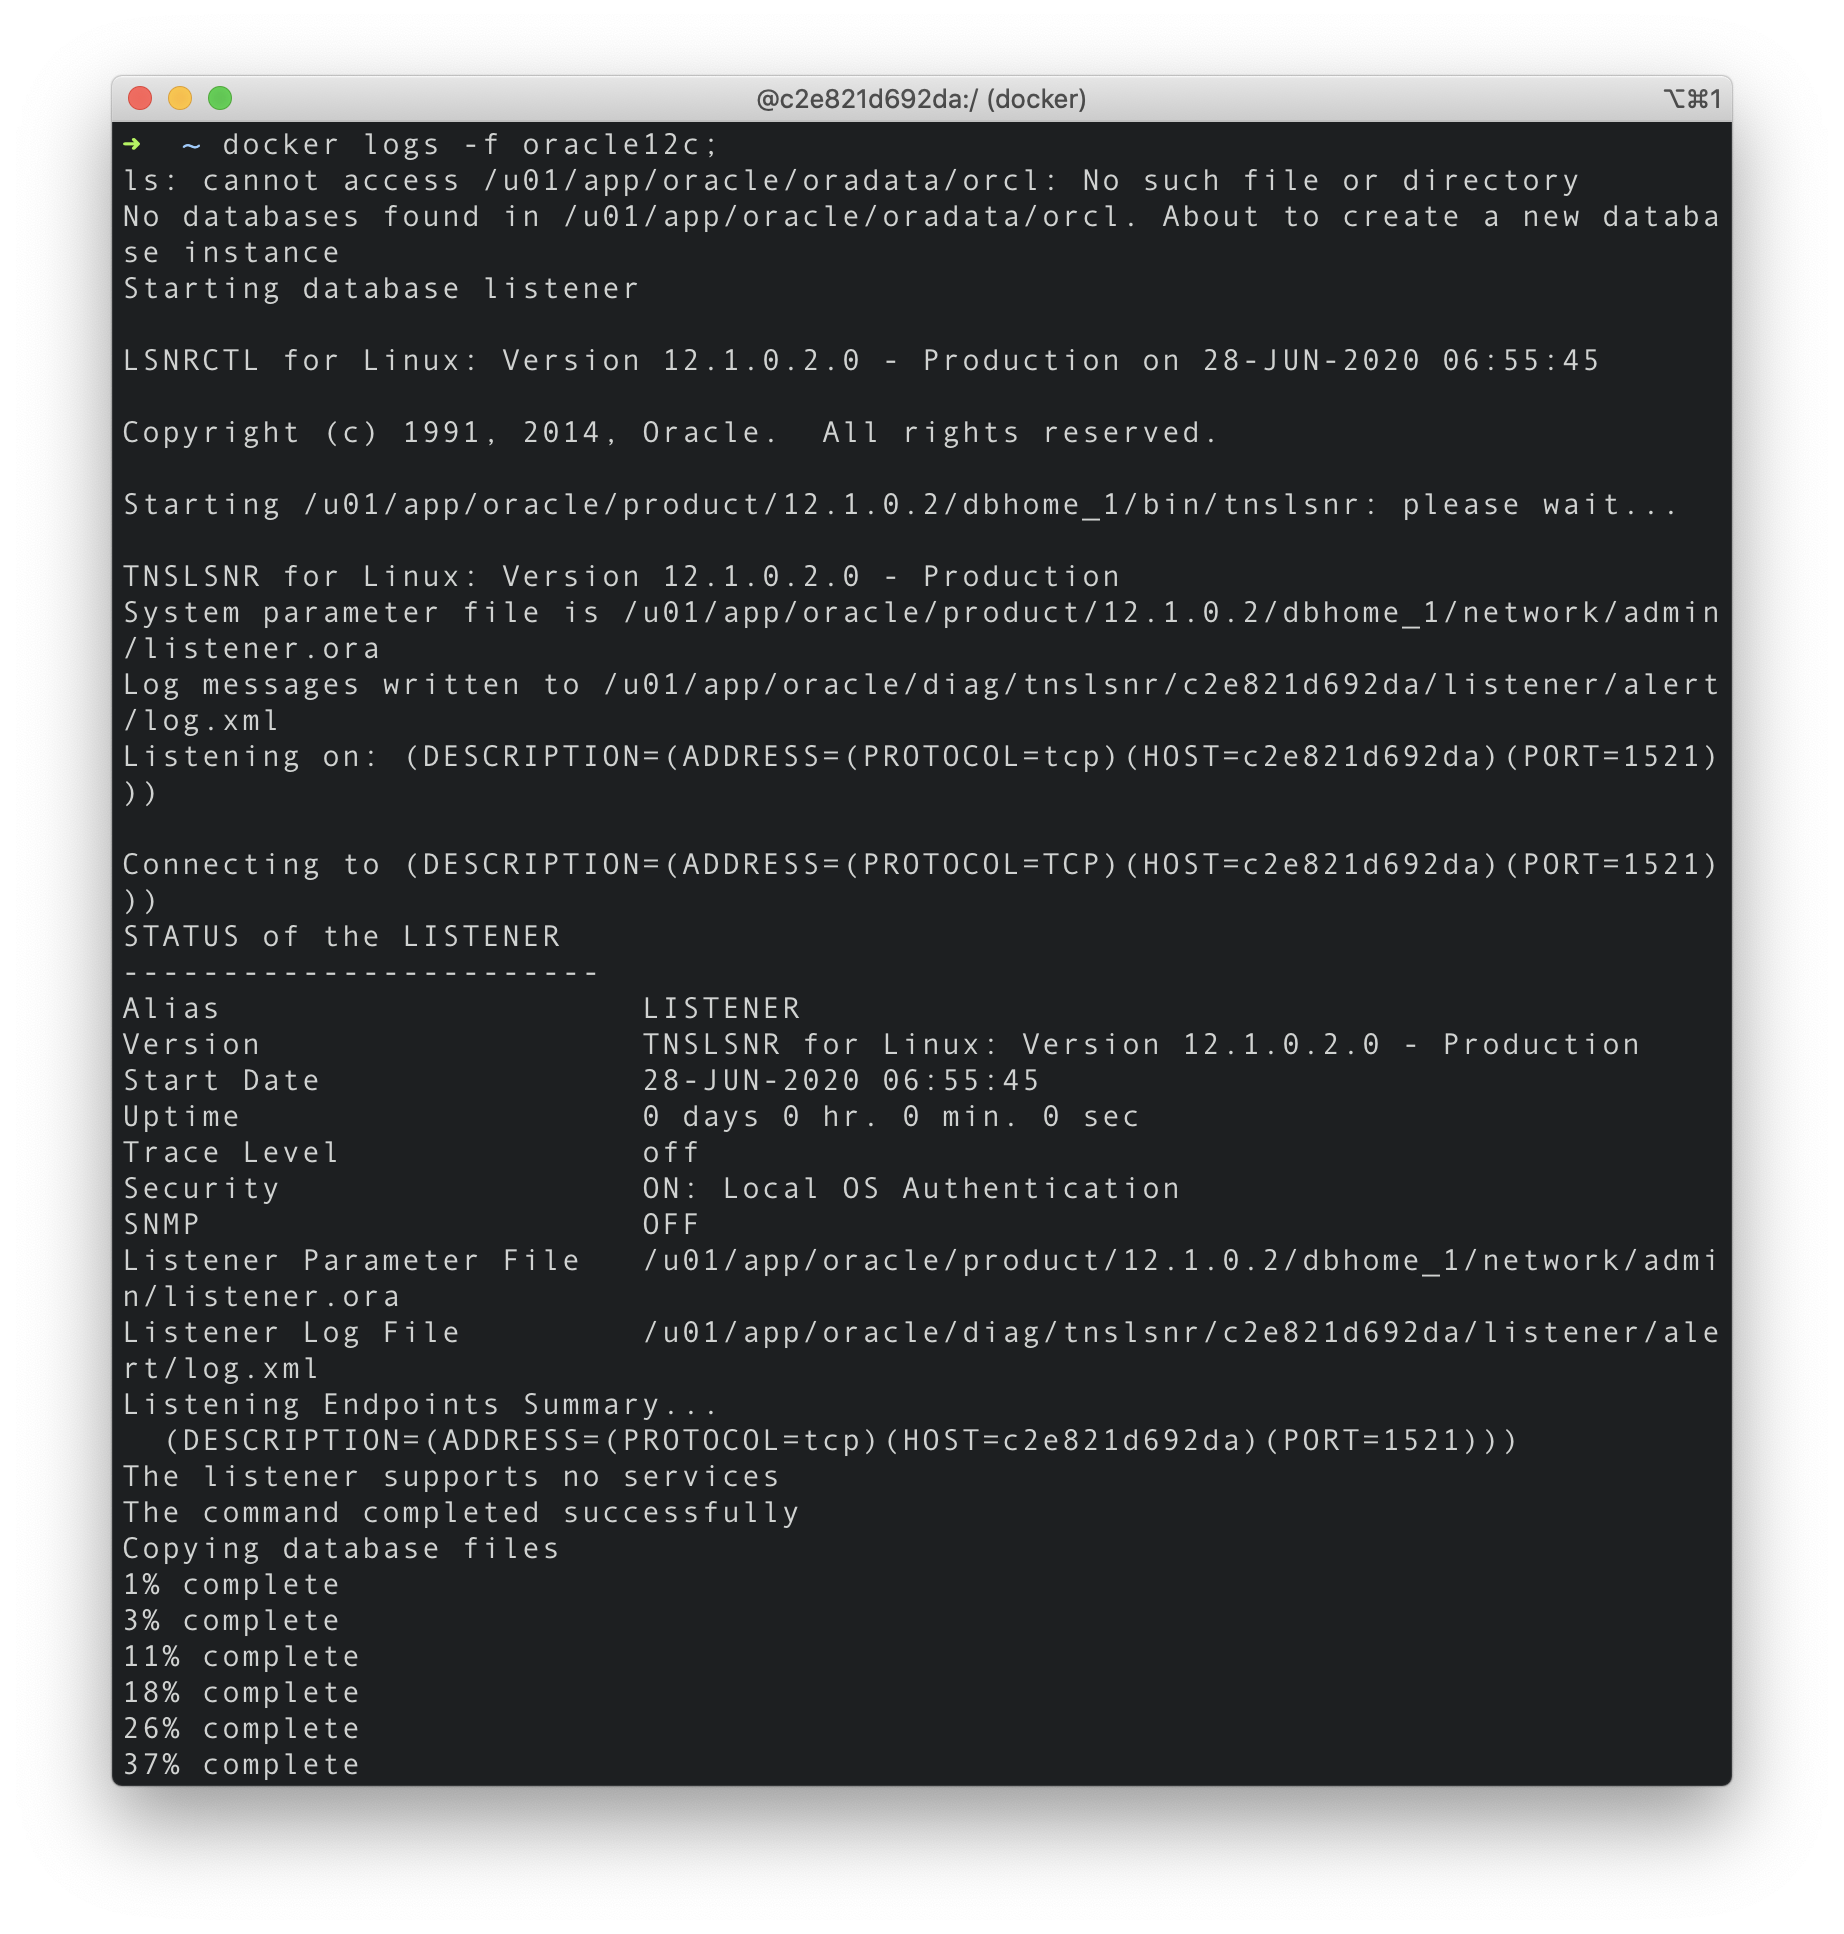 @c2e821d692da:/ (docker)
⌥⌘1
➜  ~ docker logs -f oracle12c;
ls: cannot access /u01/app/oracle/oradata/orcl: No such file or directory
No databases found in /u01/app/oracle/oradata/orcl. About to create a new databa
se instance
Starting database listener
LSNRCTL for Linux: Version 12.1.0.2.0 - Production on 28-JUN-2020 06:55:45
Copyright (c) 1991, 2014, Oracle.  All rights reserved.
Starting /u01/app/oracle/product/12.1.0.2/dbhome_1/bin/tnslsnr: please wait...
TNSLSNR for Linux: Version 12.1.0.2.0 - Production
System parameter file is /u01/app/oracle/product/12.1.0.2/dbhome_1/network/admin
/listener.ora
Log messages written to /u01/app/oracle/diag/tnslsnr/c2e821d692da/listener/alert
/log.xml
Listening on: (DESCRIPTION=(ADDRESS=(PROTOCOL=tcp)(HOST=c2e821d692da)(PORT=1521)
))
Connecting to (DESCRIPTION=(ADDRESS=(PROTOCOL=TCP)(HOST=c2e821d692da)(PORT=1521)
))
STATUS of the LISTENER
------------------------
Alias                     LISTENER
Version                   TNSLSNR for Linux: Version 12.1.0.2.0 - Production
Start Date                28-JUN-2020 06:55:45
Uptime                    0 days 0 hr. 0 min. 0 sec
Trace Level               off
Security                  ON: Local OS Authentication
SNMP                      OFF
Listener Parameter File   /u01/app/oracle/product/12.1.0.2/dbhome_1/network/admi
n/listener.ora
Listener Log File         /u01/app/oracle/diag/tnslsnr/c2e821d692da/listener/ale
rt/log.xml
Listening Endpoints Summary...
  (DESCRIPTION=(ADDRESS=(PROTOCOL=tcp)(HOST=c2e821d692da)(PORT=1521)))
The listener supports no services
The command completed successfully
Copying database files
1% complete
3% complete
11% complete
18% complete
26% complete
37% complete